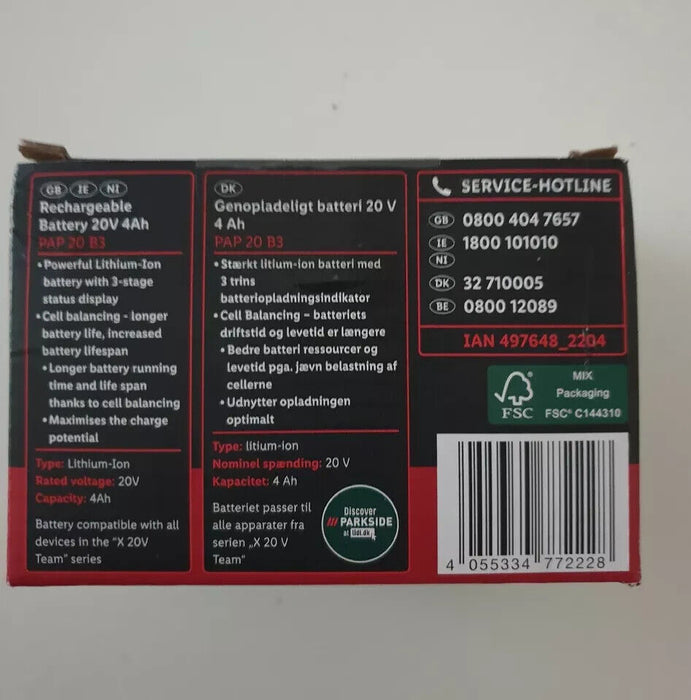 GB IE NI
Rechargeable
Battery 20V 4Ah
PAP 20 B3
• Powerful Lithium-Ion
battery with 3-stage
status display
• Cell balancing - longer
battery life, increased
battery lifespan
• Longer battery running
time and life span
thanks to cell balancing
• Maximises the charge
potential
Type: Lithium-Ion
Rated voltage: 20V
Capacity: 4Ah
Battery compatible with all
devices in the "X 20V
Team" series
DK
Genopladeligt batteri 20 V
4 Ah
PAP 20 B3
• Stærkt litium-ion batteri med
3 trins
batteriopladningsindikator
• Cell Balancing – batteriets
driftstid og levetid er længere
• Bedre batteri ressourcer og
levetid pga. jævn belastning af
cellerne
• Udnytter opladningen
optimalt
Type: litium-ion
Nominel spænding: 20 V
Kapacitet: 4 Ah
Batteriet passer til
alle apparater fra
serien „X 20 V
Team"
Discover
/// PARKSIDE
at lidl.dk
SERVICE-HOTLINE
GB 0800 404 7657
IE 1800 101010
NI
DK 32 710005
BE 0800 12089
IAN 497648_2204
FSC
MIX
Packaging
FSC® C144310
4 055334 772228